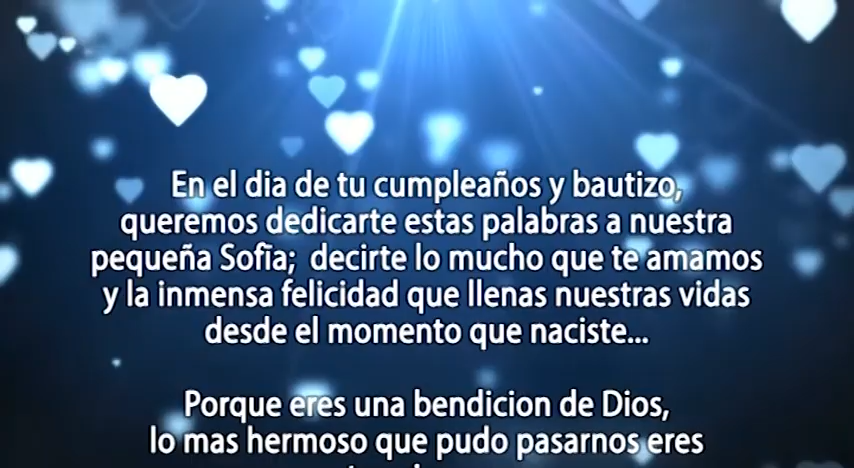 En el dia de tu cumpleaños y bautizo,
queremos dedicarte estas palabras a nuestra
pequeña Sofia;  decirte lo mucho que te amamos
y la inmensa felicidad que llenas nuestras vidas
desde el momento que naciste...
Porque eres una bendicion de Dios,
lo mas hermoso que pudo pasarnos eres